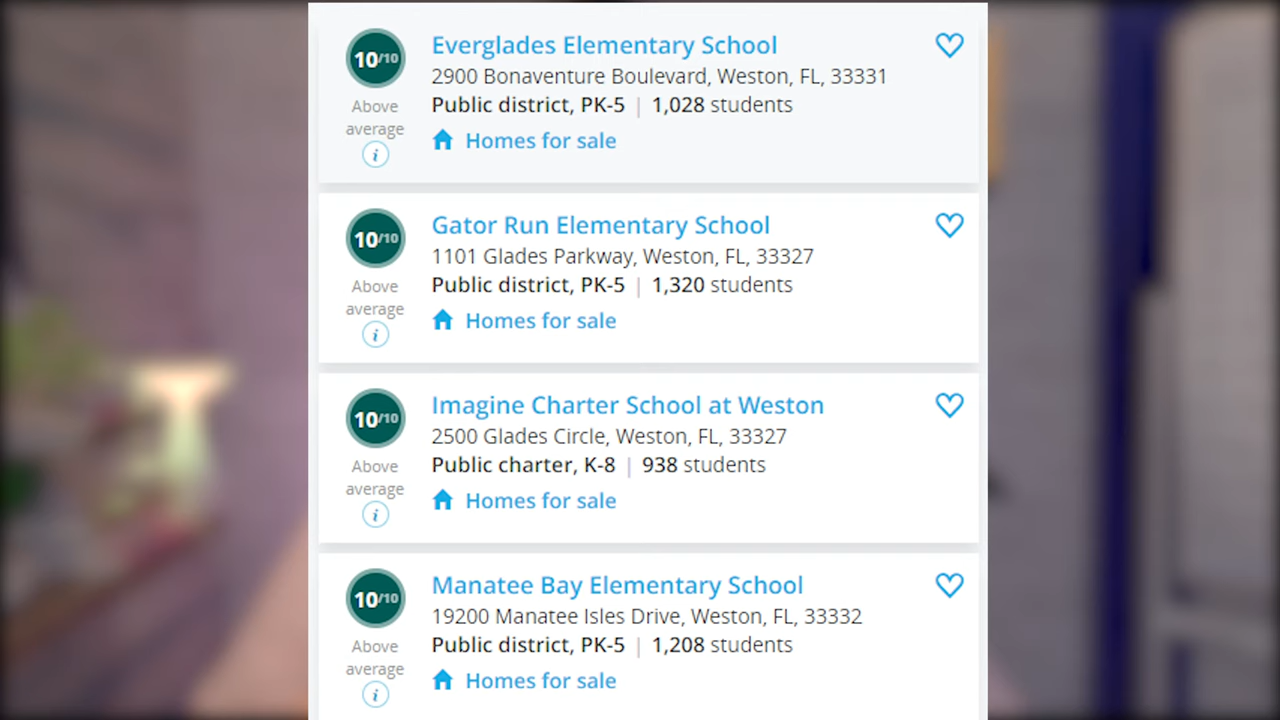 10/10
Above
average
i
Everglades Elementary School
2900 Bonaventure Boulevard, Weston, FL, 33331
Public district, PK-5 | 1,028 students
Homes for sale
10/10
Above
average
i
Gator Run Elementary School
1101 Glades Parkway, Weston, FL, 33327
Public district, PK-5 | 1,320 students
Homes for sale
10/10
Above
average
i
Imagine Charter School at Weston
2500 Glades Circle, Weston, FL, 33327
Public charter, K-8 | 938 students
Homes for sale
10/10
Above
average
i
Manatee Bay Elementary School
19200 Manatee Isles Drive, Weston, FL, 33332
Public district, PK-5 | 1,208 students
Homes for sale